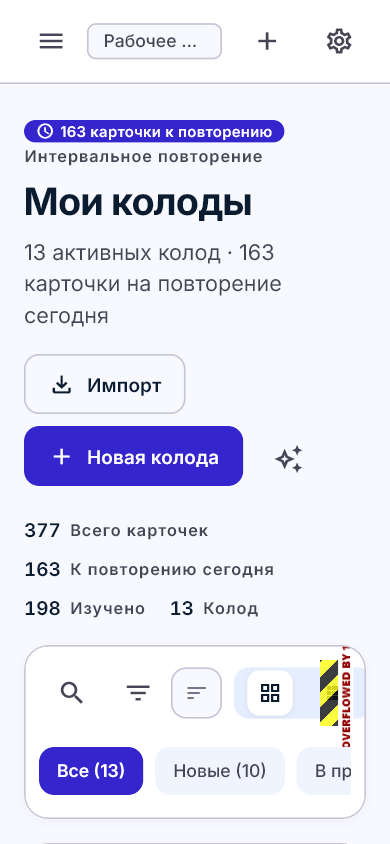 Рабочее ...
163 карточки к повторению
Интервальное повторение
Мои колоды
13 активных колод · 163
карточки на повторение
сегодня
Импорт
Новая колода
377 Всего карточек
163 К повторению сегодня
198 Изучено 13 Колод
OVERFLOWED BY
Все (13) Новые (10) В пр